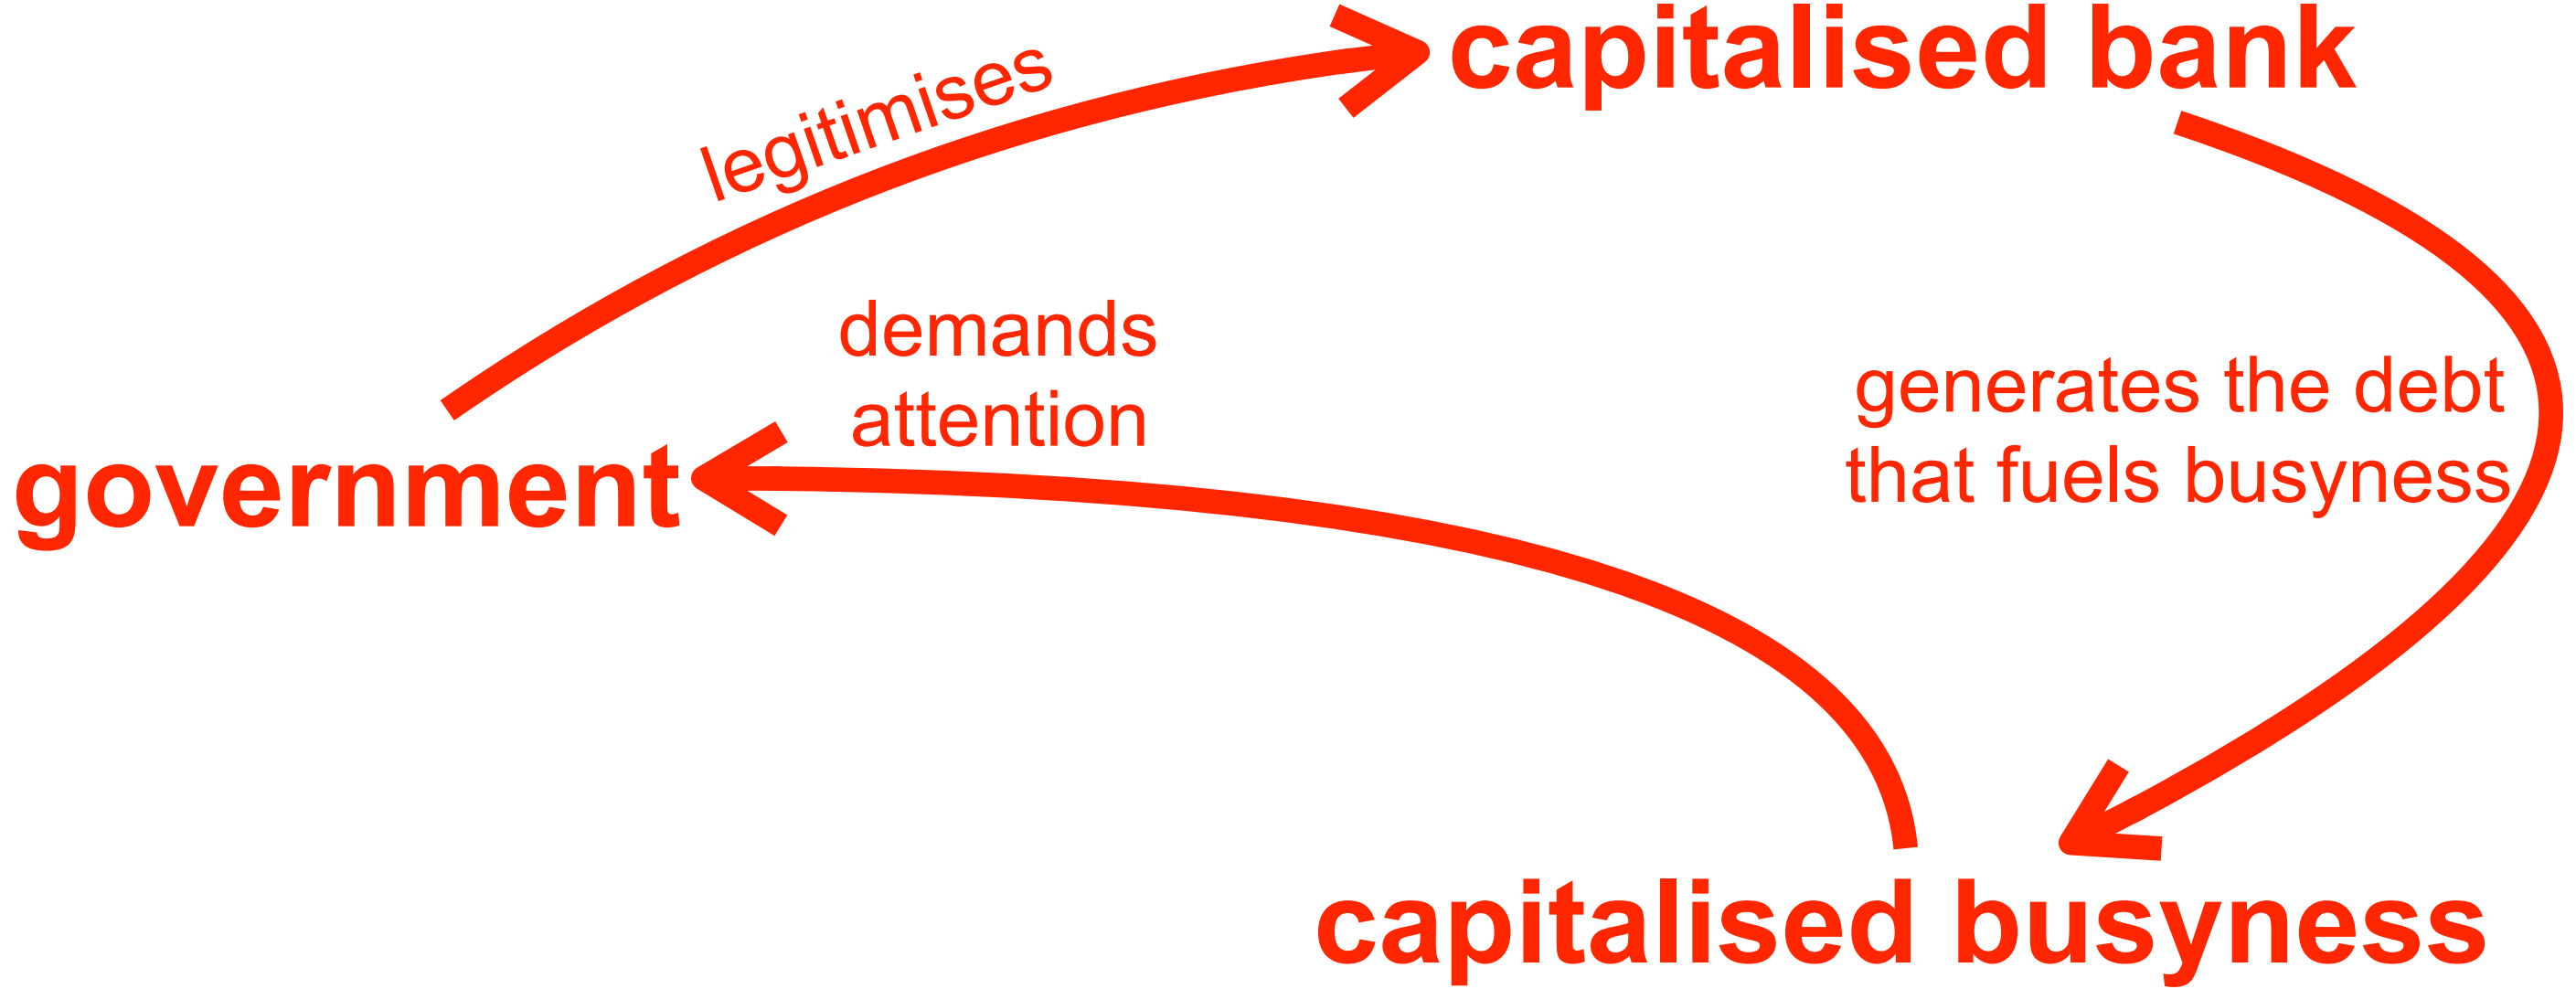 capitalised bank
legitimises
demands
attention
generates the debt
that fuels busyness
government
capitalised busyness